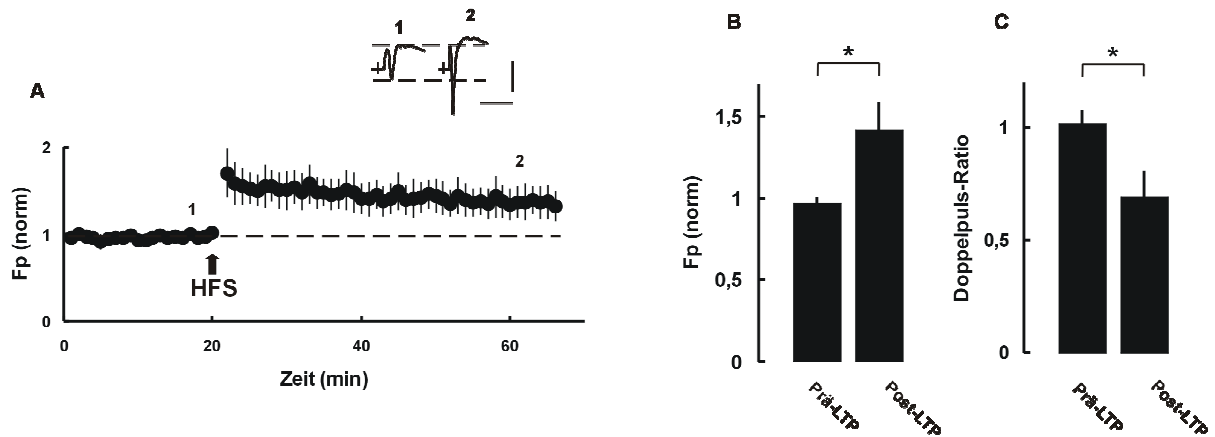 A
1
2
2
1
0
Fp (norm)
1
2
HFS
0
20
40
60
Zeit (min)
B
*
1,5
1
0,5
0
Fp (norm)
Prä-LTP
Post-LTP
C
*
1
0,5
0
Doppelpuls-Ratio
Prä-LTP
Post-LTP